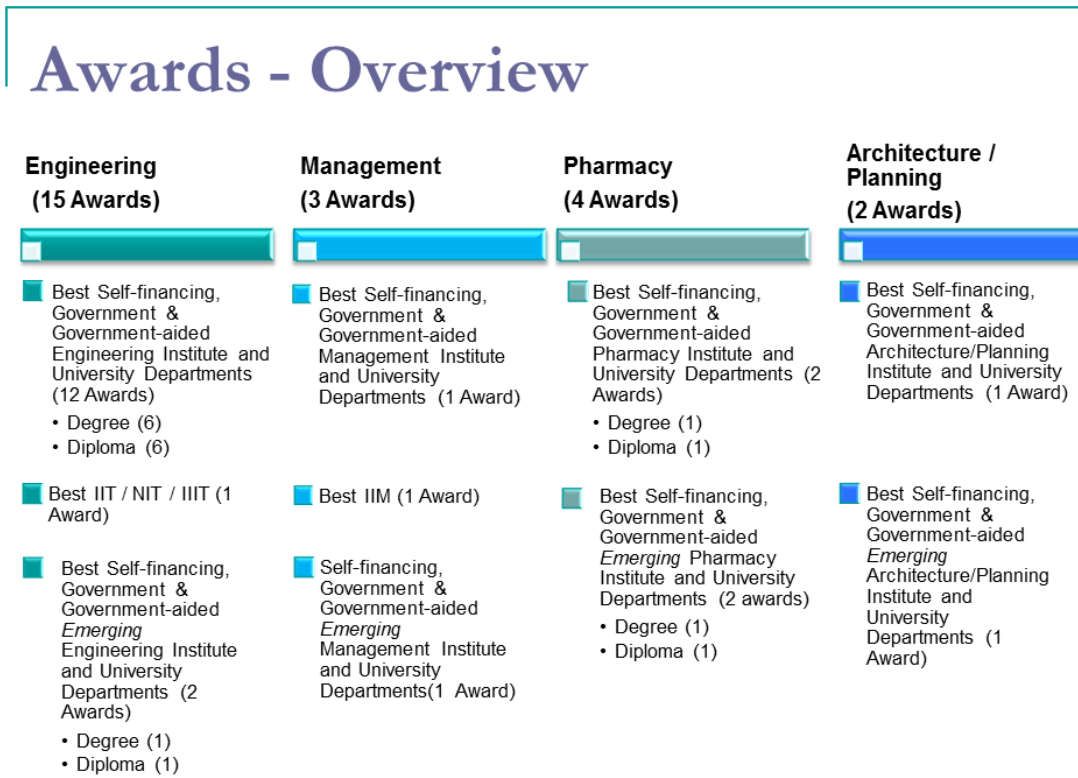 Awards - Overview
Engineering
(15 Awards)
Best Self-financing,
Government &
Government-aided
Engineering Institute and
University Departments
(12 Awards)
• Degree (6)
• Diploma (6)
Best IIT / NIT / IIIT (1
Award)
Best Self-financing,
Government &
Government-aided
Emerging
Engineering Institute
and University
Departments (2
Awards)
• Degree (1)
• Diploma (1)
Management
(3 Awards)
Best Self-financing,
Government &
Government-aided
Management Institute
and University
Departments (1 Award)
Best IIM (1 Award)
Self-financing,
Government &
Government-aided
Emerging
Management Institute
and University
Departments(1 Award)
Pharmacy
(4 Awards)
Best Self-financing,
Government &
Government-aided
Pharmacy Institute and
University Departments (2
Awards)
• Degree (1)
• Diploma (1)
Best Self-financing,
Government &
Government-aided
Emerging Pharmacy
Institute and University
Departments (2 awards)
• Degree (1)
• Diploma (1)
Architecture /
Planning
(2 Awards)
Best Self-financing,
Government &
Government-aided
Architecture/Planning
Institute and University
Departments (1 Award)
Best Self-financing,
Government &
Government-aided
Emerging
Architecture/Planning
Institute and
University
Departments (1
Award)